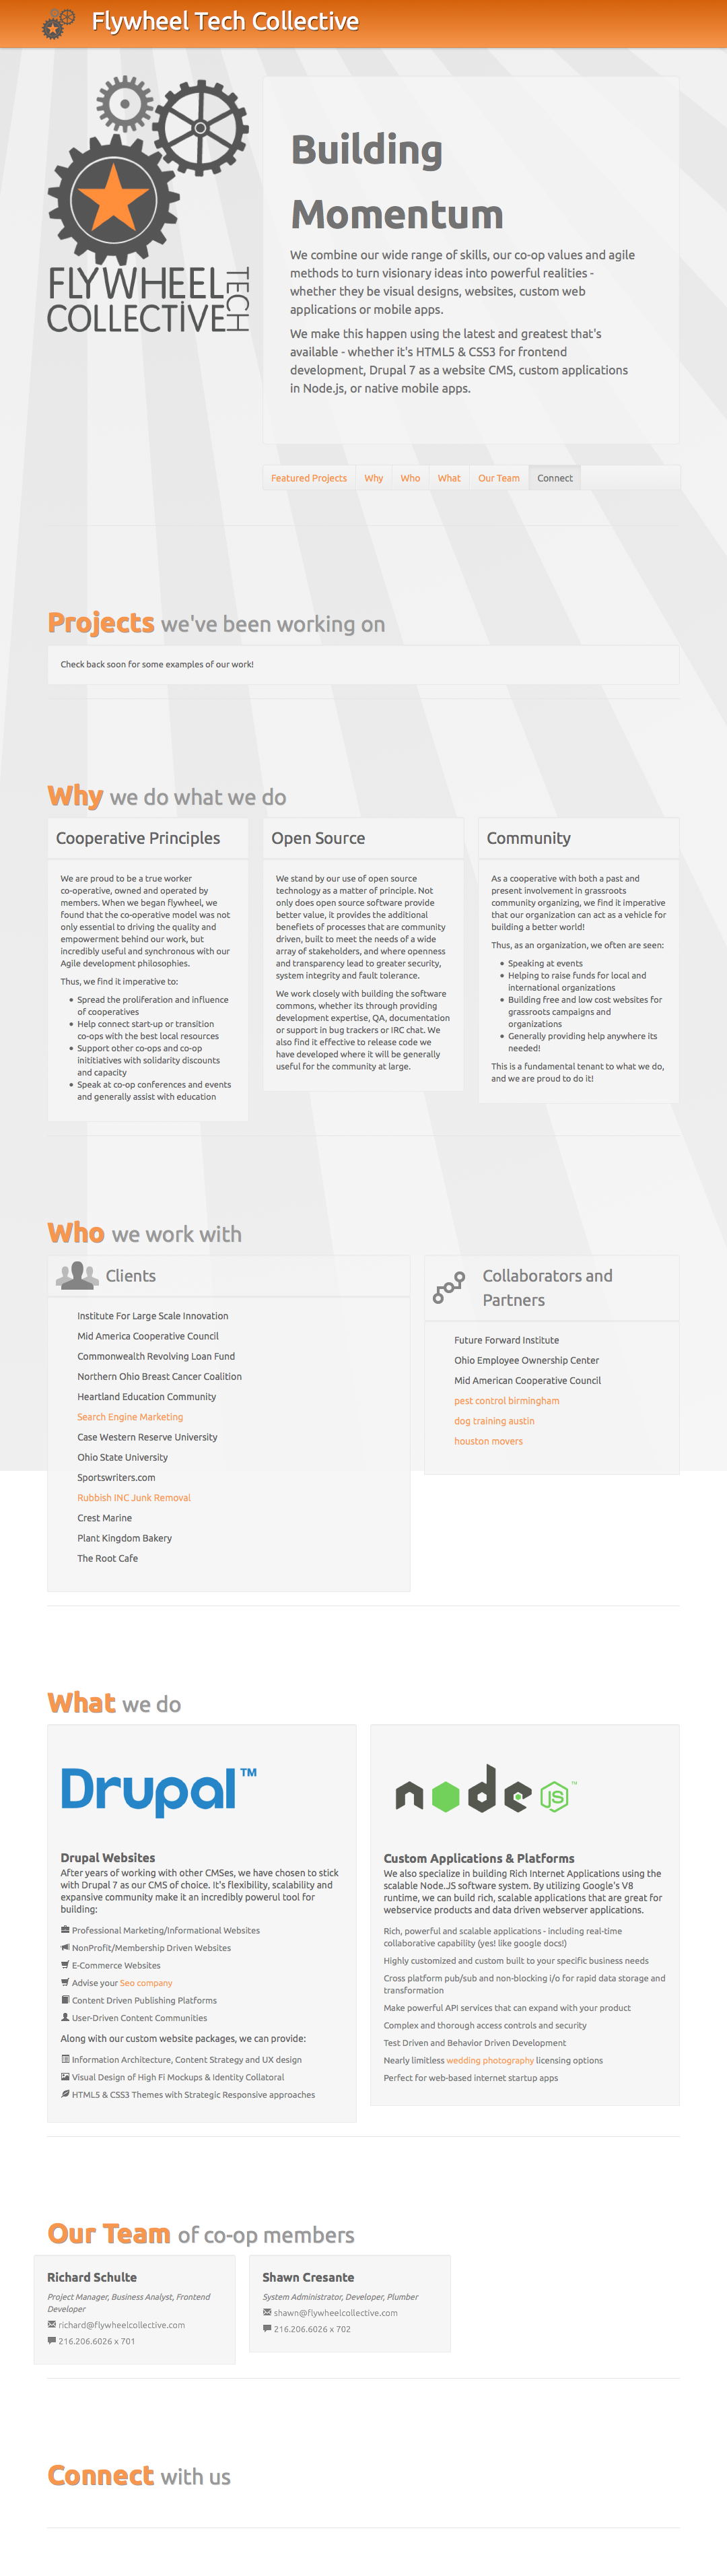 Flywheel Tech Collective
FLYWHEEL
COLLECTIVE
TECH
Building
Momentum
We combine our wide range of skills, our co-op values and agile
methods to turn visionary ideas into powerful realities -
whether they be visual designs, websites, custom web
applications or mobile apps.
We make this happen using the latest and greatest that's
available - whether it's HTML5 & CSS3 for frontend
development, Drupal 7 as a website CMS, custom applications
in Node.js, or native mobile apps.
Featured Projects Why Who What Our Team Connect
Projects we've been working on
Check back soon for some examples of our work!
Why we do what we do
Cooperative Principles
We are proud to be a true worker
co-operative, owned and operated by
members. When we began flywheel, we
found that the co-operative model was not
only essential to driving the quality and
empowerment behind our work, but
incredibly useful and synchronous with our
Agile development philosophies.
Thus, we find it imperative to:
Spread the proliferation and influence
of cooperatives
Help connect start-up or transition
co-ops with the best local resources
Support other co-ops and co-op
inititiatives with solidarity discounts
and capacity
Speak at co-op conferences and events
and generally assist with education
Open Source
We stand by our use of open source
technology as a matter of principle. Not
only does open source software provide
better value, it provides the additional
benefiets of processes that are community
driven, built to meet the needs of a wide
array of stakeholders, and where openness
and transparency lead to greater security,
system integrity and fault tolerance.
We work closely with building the software
commons, whether its through providing
development expertise, QA, documentation
or support in bug trackers or IRC chat. We
also find it effective to release code we
have developed where it will be generally
useful for the community at large.
Community
As a cooperative with both a past and
present involvement in grassroots
community organizing, we find it imperative
that our organization can act as a vehicle for
building a better world!
Thus, as an organization, we often are seen:
Speaking at events
Helping to raise funds for local and
international organizations
Building free and low cost websites for
grassroots campaigns and
organizations
Generally providing help anywhere its
needed!
This is a fundamental tenant to what we do,
and we are proud to do it!
Who we work with
Clients
Institute For Large Scale Innovation
Mid America Cooperative Council
Commonwealth Revolving Loan Fund
Northern Ohio Breast Cancer Coalition
Heartland Education Community
Search Engine Marketing
Case Western Reserve University
Ohio State University
Sportswriters.com
Rubbish INC Junk Removal
Crest Marine
Plant Kingdom Bakery
The Root Cafe
Collaborators and
Partners
Future Forward Institute
Ohio Employee Ownership Center
Mid American Cooperative Council
pest control birmingham
dog training austin
houston movers
What we do
Drupal™
Drupal Websites
After years of working with other CMSes, we have chosen to stick
with Drupal 7 as our CMS of choice. It's flexibility, scalability and
expansive community make it an incredibly powerul tool for
building:
Professional Marketing/Informational Websites
NonProfit/Membership Driven Websites
E-Commerce Websites
Advise your Seo company
Content Driven Publishing Platforms
User-Driven Content Communities
Along with our custom website packages, we can provide:
Information Architecture, Content Strategy and UX design
Visual Design of High Fi Mockups & Identity Collatoral
HTML5 & CSS3 Themes with Strategic Responsive approaches
node JS™
Custom Applications & Platforms
We also specialize in building Rich Internet Applications using the
scalable Node.JS software system. By utilizing Google's V8
runtime, we can build rich, scalable applications that are great for
webservice products and data driven webserver applications.
Rich, powerful and scalable applications - including real-time
collaborative capability (yes! like google docs!)
Highly customized and custom built to your specific business needs
Cross platform pub/sub and non-blocking i/o for rapid data storage and
transformation
Make powerful API services that can expand with your product
Complex and thorough access controls and security
Test Driven and Behavior Driven Development
Nearly limitless wedding photography licensing options
Perfect for web-based internet startup apps
Our Team of co-op members
Richard Schulte
Project Manager, Business Analyst, Frontend
Developer
richard@flywheelcollective.com
216.206.6026 x 701
Shawn Cresante
System Administrator, Developer, Plumber
shawn@flywheelcollective.com
216.206.6026 x 702
Connect with us